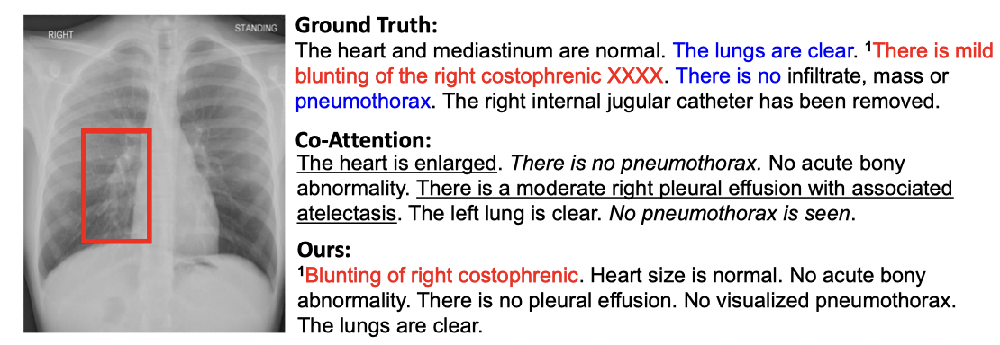 RIGHT
STANDING
Ground Truth:
The heart and mediastinum are normal. The lungs are clear. ¹There is mild
blunting of the right costophrenic XXXX. There is no infiltrate, mass or
pneumothorax. The right internal jugular catheter has been removed.
Co-Attention:
The heart is enlarged. There is no pneumothorax. No acute bony
abnormality. There is a moderate right pleural effusion with associated
atelectasis. The left lung is clear. No pneumothorax is seen.
Ours:
¹Blunting of right costophrenic. Heart size is normal. No acute bony
abnormality. There is no pleural effusion. No visualized pneumothorax.
The lungs are clear.